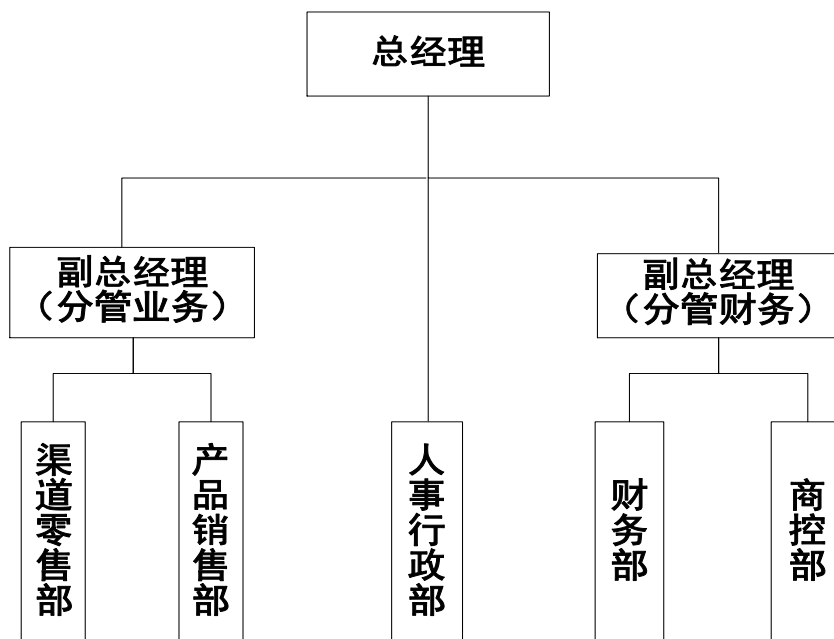 总经理
副总经理
（分管业务）
副总经理
（分管财务）
渠道零售部
产品销售部
人事行政部
财务部
商控部